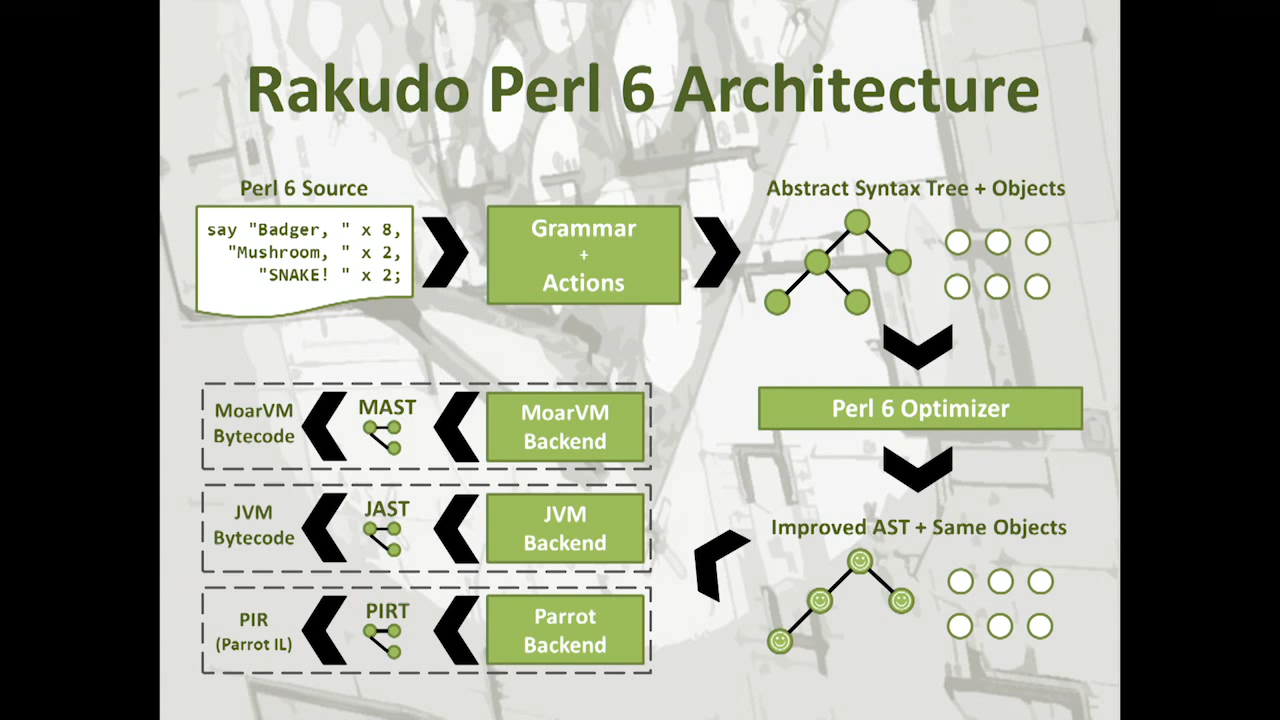 Rakudo Perl 6 Architecture
Perl 6 Source
say "Badger, " x 8,
"Mushroom, " x 2,
"SNAKE! " x 2;
Grammar
+
Actions
Abstract Syntax Tree + Objects
Perl 6 Optimizer
Improved AST + Same Objects
MoarVM
Backend
MAST
MoarVM
Bytecode
JVM
Backend
JAST
JVM
Bytecode
Parrot
Backend
PIRT
PIR
(Parrot IL)